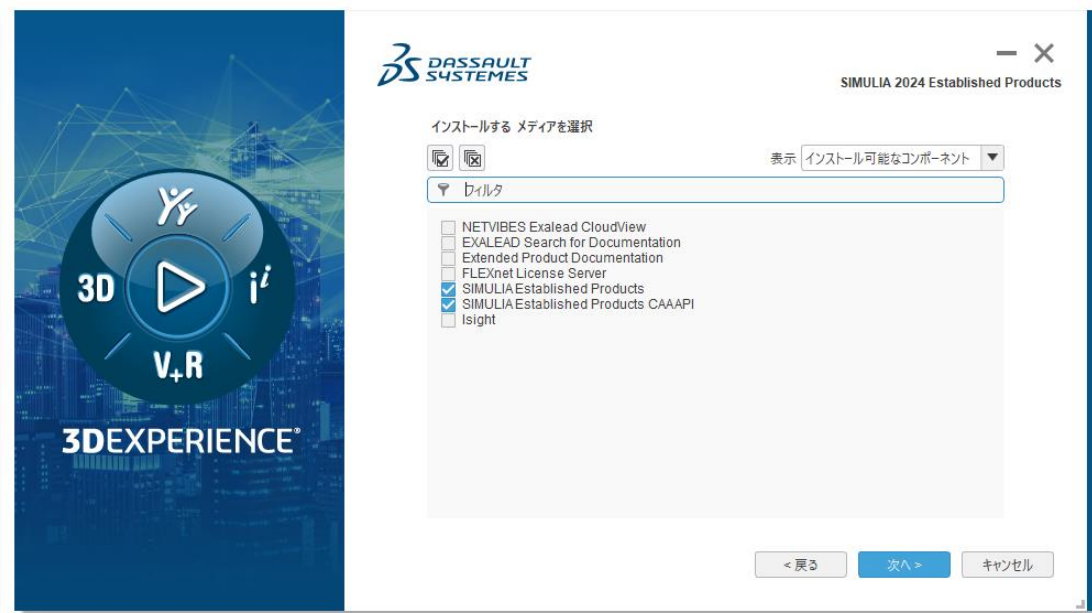 DASSAULT
SYSTEMES
SIMULIA 2024 Established Products
インストールする メディアを選択
表示 インストール可能なコンポーネント
フィルタ
NETVIBES Exalead CloudView
EXALEAD Search for Documentation
Extended Product Documentation
FLEXnet License Server
SIMULIA Established Products
SIMULIA Established Products CAA API
Isight
3D
i
V+R
3DEXPERIENCE®
< 戻る
次へ >
キャンセル